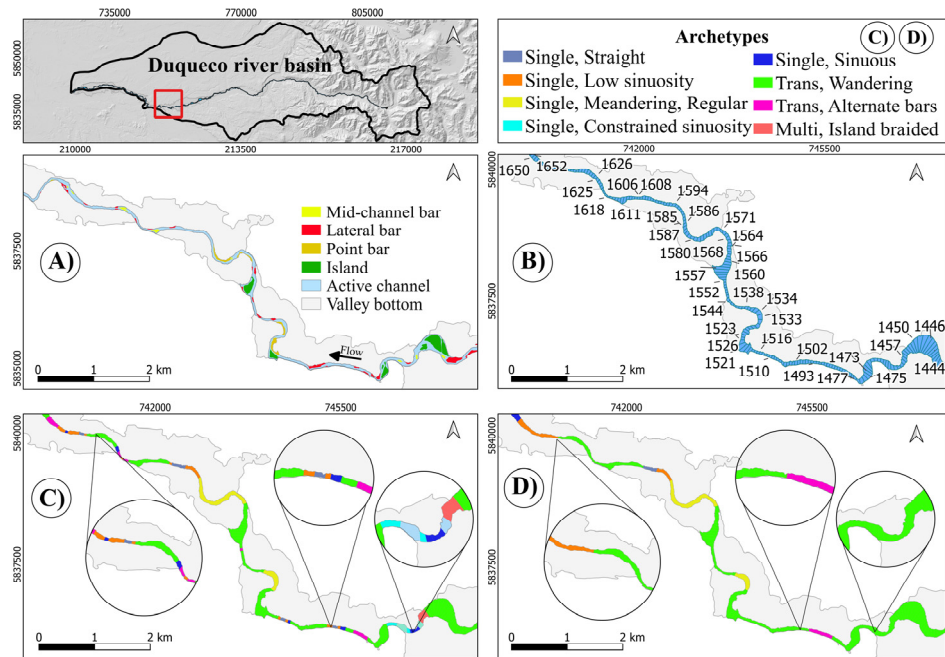 735000 770000 805000
5850000
5835000
Duqueco river basin
Archetypes
C) D)
Single, Straight
Single, Low sinuosity
Single, Meandering, Regular
Single, Constrained sinuosity
Single, Sinuous
Trans, Wandering
Trans, Alternate bars
Multi, Island braided
210000 213500 217000
5837500
5835000
A)
Mid-channel bar
Lateral bar
Point bar
Island
Active channel
Valley bottom
Flow
0 1 2 km
742000 745500
5840000
5837500
B)
1650
1652
1626
1625
1606
1608
1618
1611
1594
1585
1586
1587
1571
1580
1568
1564
1566
1557
1560
1552
1538
1544
1534
1533
1523
1526
1516
1521
1510
1502
1493
1473
1477
1475
1457
1450
1446
1444
0 1 2 km
742000 745500
5840000
5837500
C)
0 1 2 km
742000 745500
5840000
5837500
D)
0 1 2 km